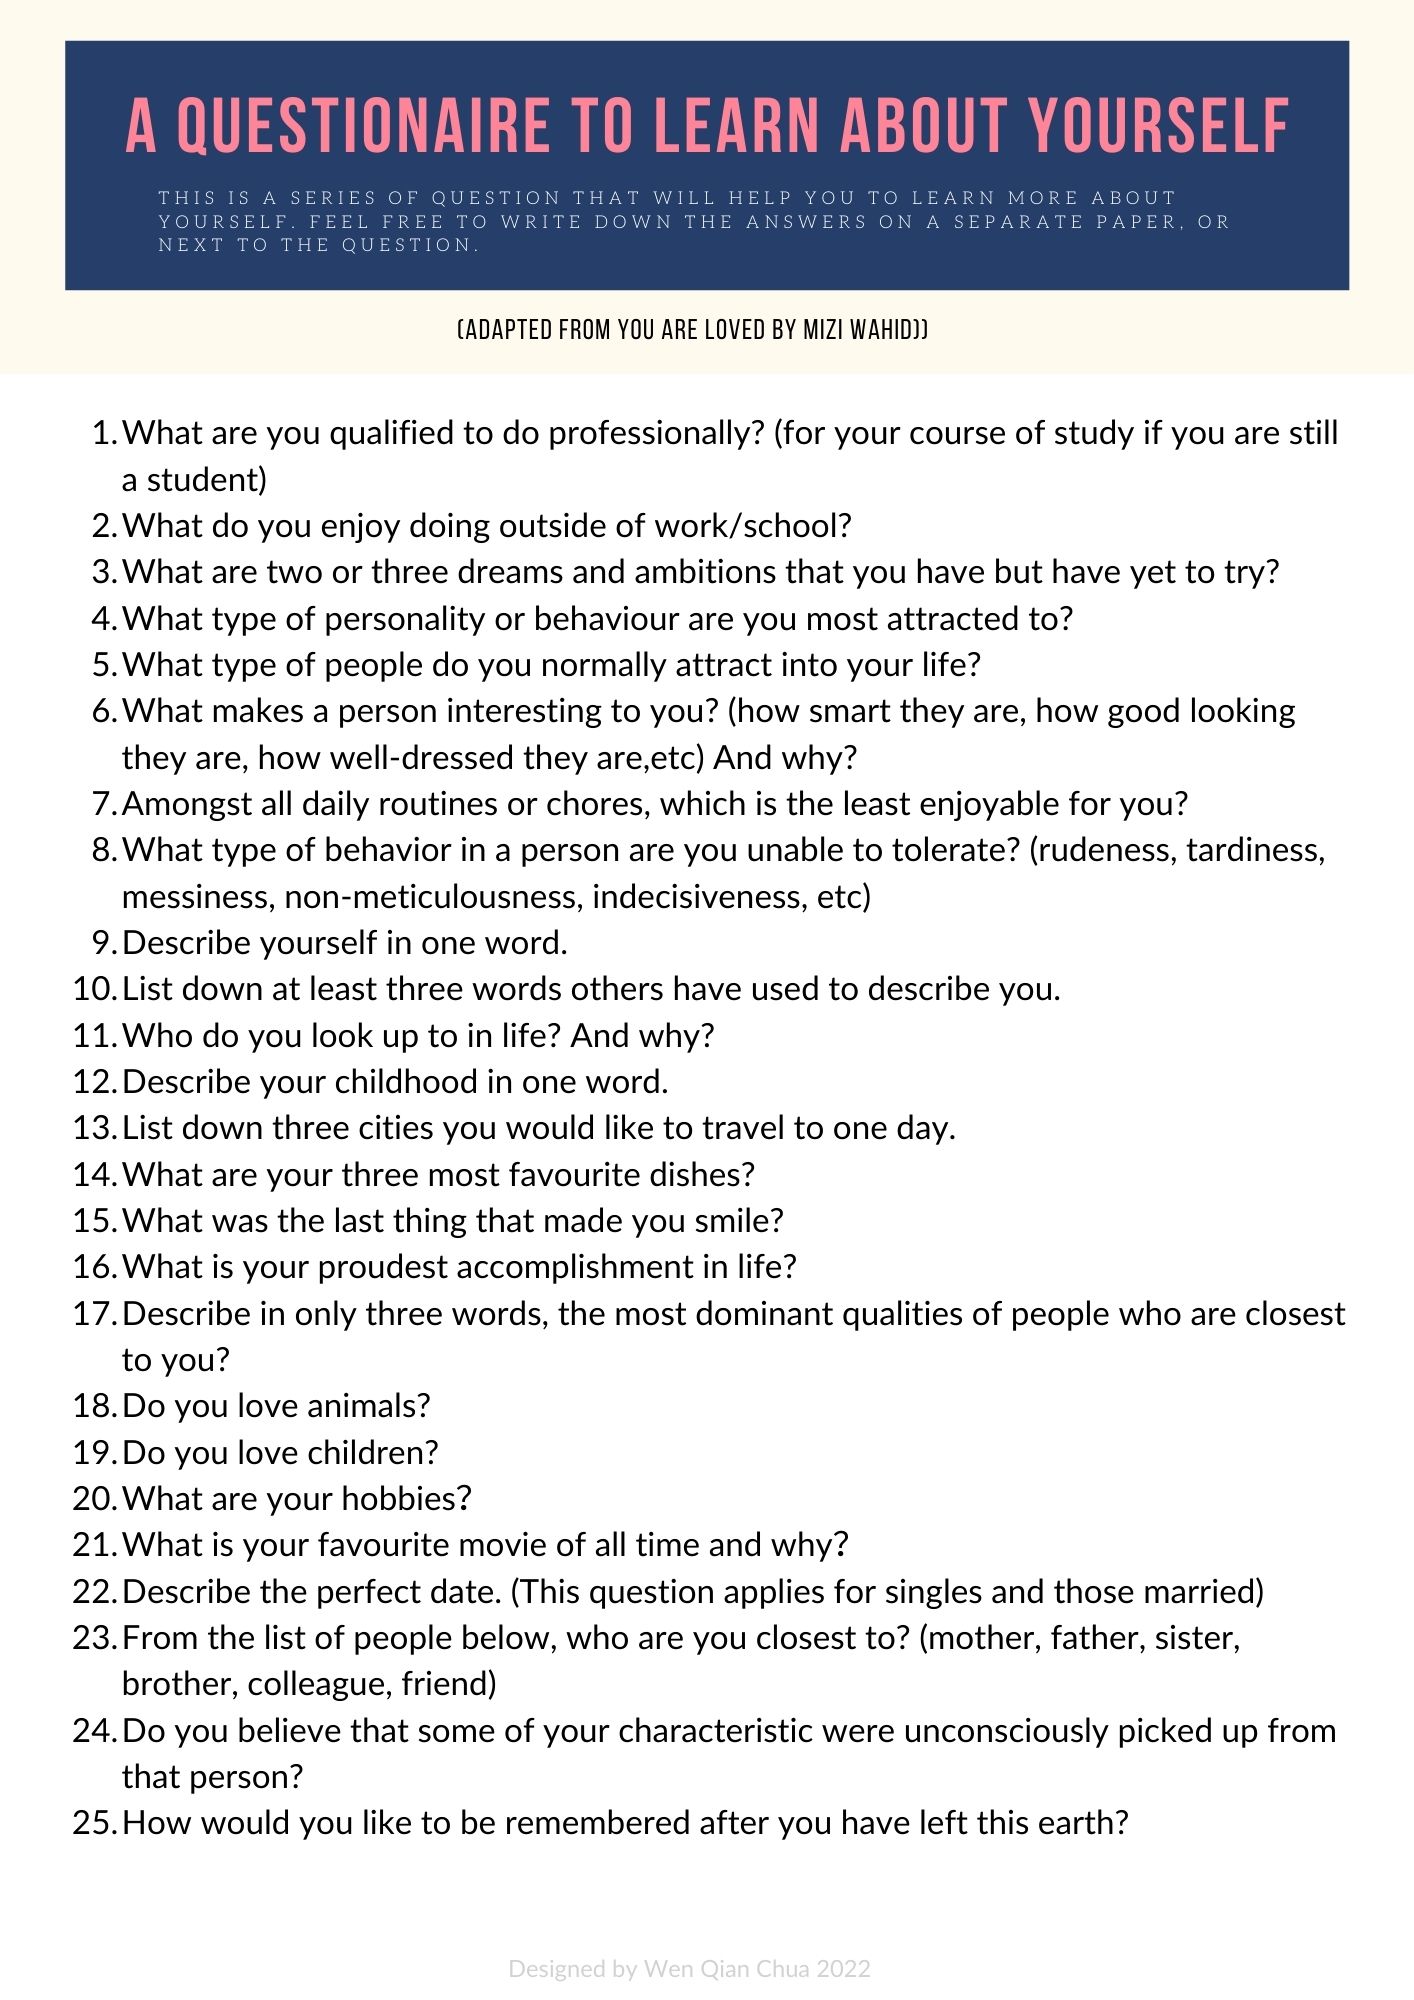 A QUESTIONAIRE TO LEARN ABOUT YOURSELF
THIS IS A SERIES OF QUESTION THAT WILL HELP YOU TO LEARN MORE ABOUT
YOURSELF. FEEL FREE TO WRITE DOWN THE ANSWERS ON A SEPARATE PAPER, OR
NEXT TO THE QUESTION.
(ADAPTED FROM YOU ARE LOVED BY MIZI WAHID))
1. What are you qualified to do professionally? (for your course of study if you are still
a student)
2. What do you enjoy doing outside of work/school?
3. What are two or three dreams and ambitions that you have but have yet to try?
4. What type of personality or behaviour are you most attracted to?
5. What type of people do you normally attract into your life?
6. What makes a person interesting to you? (how smart they are, how good looking
they are, how well-dressed they are,etc) And why?
7. Amongst all daily routines or chores, which is the least enjoyable for you?
8. What type of behavior in a person are you unable to tolerate? (rudeness, tardiness,
messiness, non-meticulousness, indecisiveness, etc)
9. Describe yourself in one word.
10. List down at least three words others have used to describe you.
11. Who do you look up to in life? And why?
12. Describe your childhood in one word.
13. List down three cities you would like to travel to one day.
14. What are your three most favourite dishes?
15. What was the last thing that made you smile?
16. What is your proudest accomplishment in life?
17. Describe in only three words, the most dominant qualities of people who are closest
to you?
18. Do you love animals?
19. Do you love children?
20. What are your hobbies?
21. What is your favourite movie of all time and why?
22. Describe the perfect date. (This question applies for singles and those married)
23. From the list of people below, who are you closest to? (mother, father, sister,
brother, colleague, friend)
24. Do you believe that some of your characteristic were unconsciously picked up from
that person?
25. How would you like to be remembered after you have left this earth?
Designed by Wen Qian Chua 2022